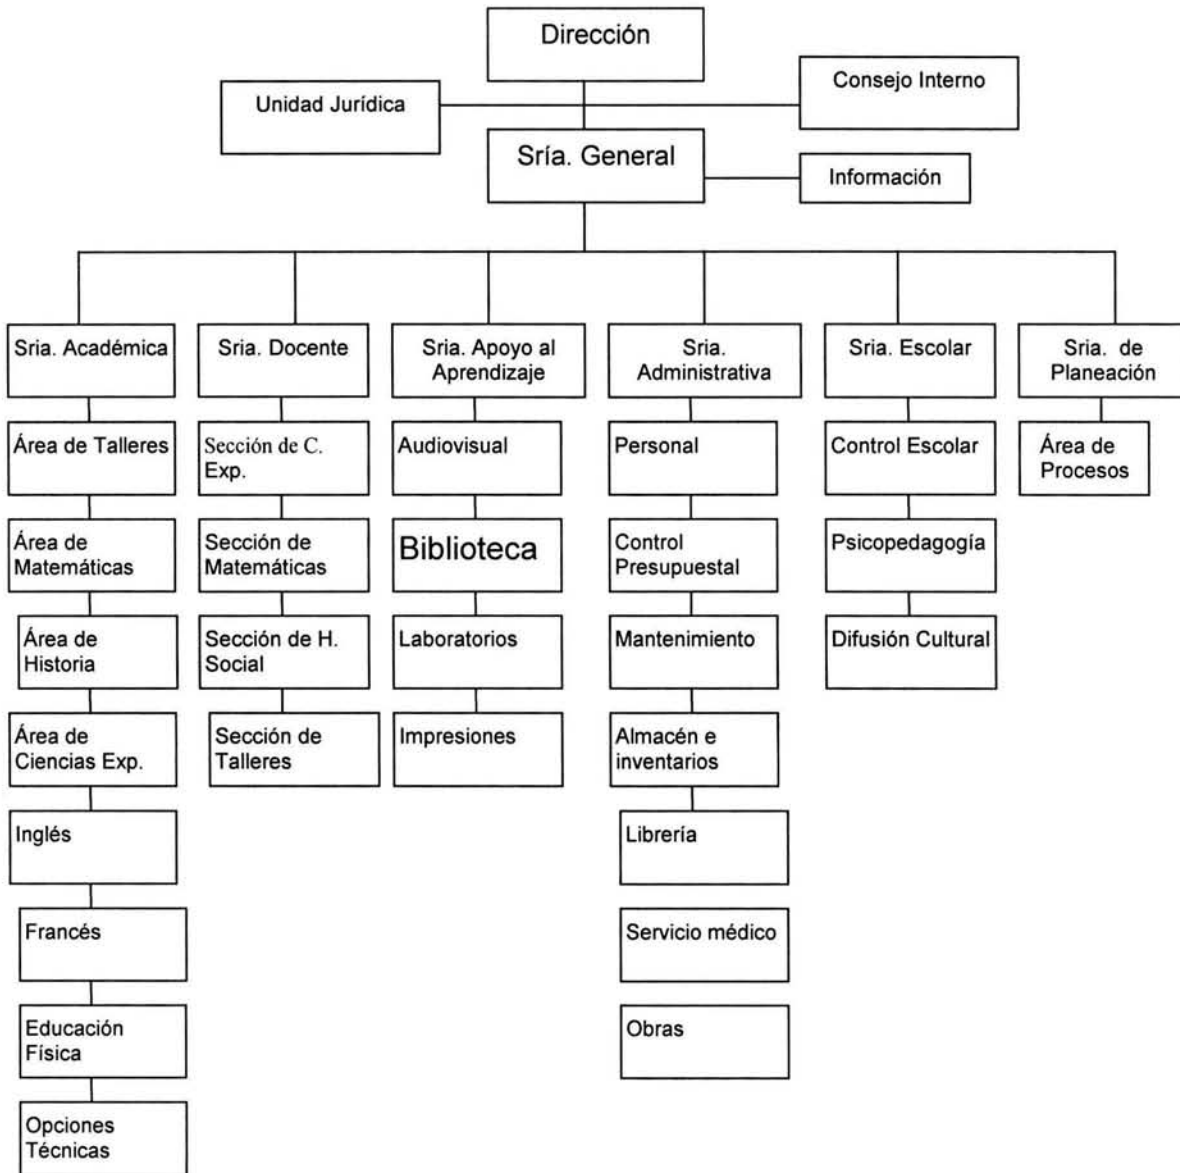 Dirección
Unidad Jurídica
Consejo Interno
Sría. General
Información
Sria. Académica
Sria. Docente
Sria. Apoyo al
Aprendizaje
Sria.
Administrativa
Sria. Escolar
Sria. de
Planeación
Área de Talleres
Área de
Matemáticas
Área de
Historia
Área de
Ciencias Exp.
Inglés
Francés
Educación
Física
Opciones
Técnicas
Sección de C.
Exp.
Sección de
Matemáticas
Sección de H.
Social
Sección de
Talleres
Audiovisual
Biblioteca
Laboratorios
Impresiones
Personal
Control
Presupuestal
Mantenimiento
Almacén e
inventarios
Librería
Servicio médico
Obras
Control Escolar
Psicopedagogía
Difusión Cultural
Área de
Procesos